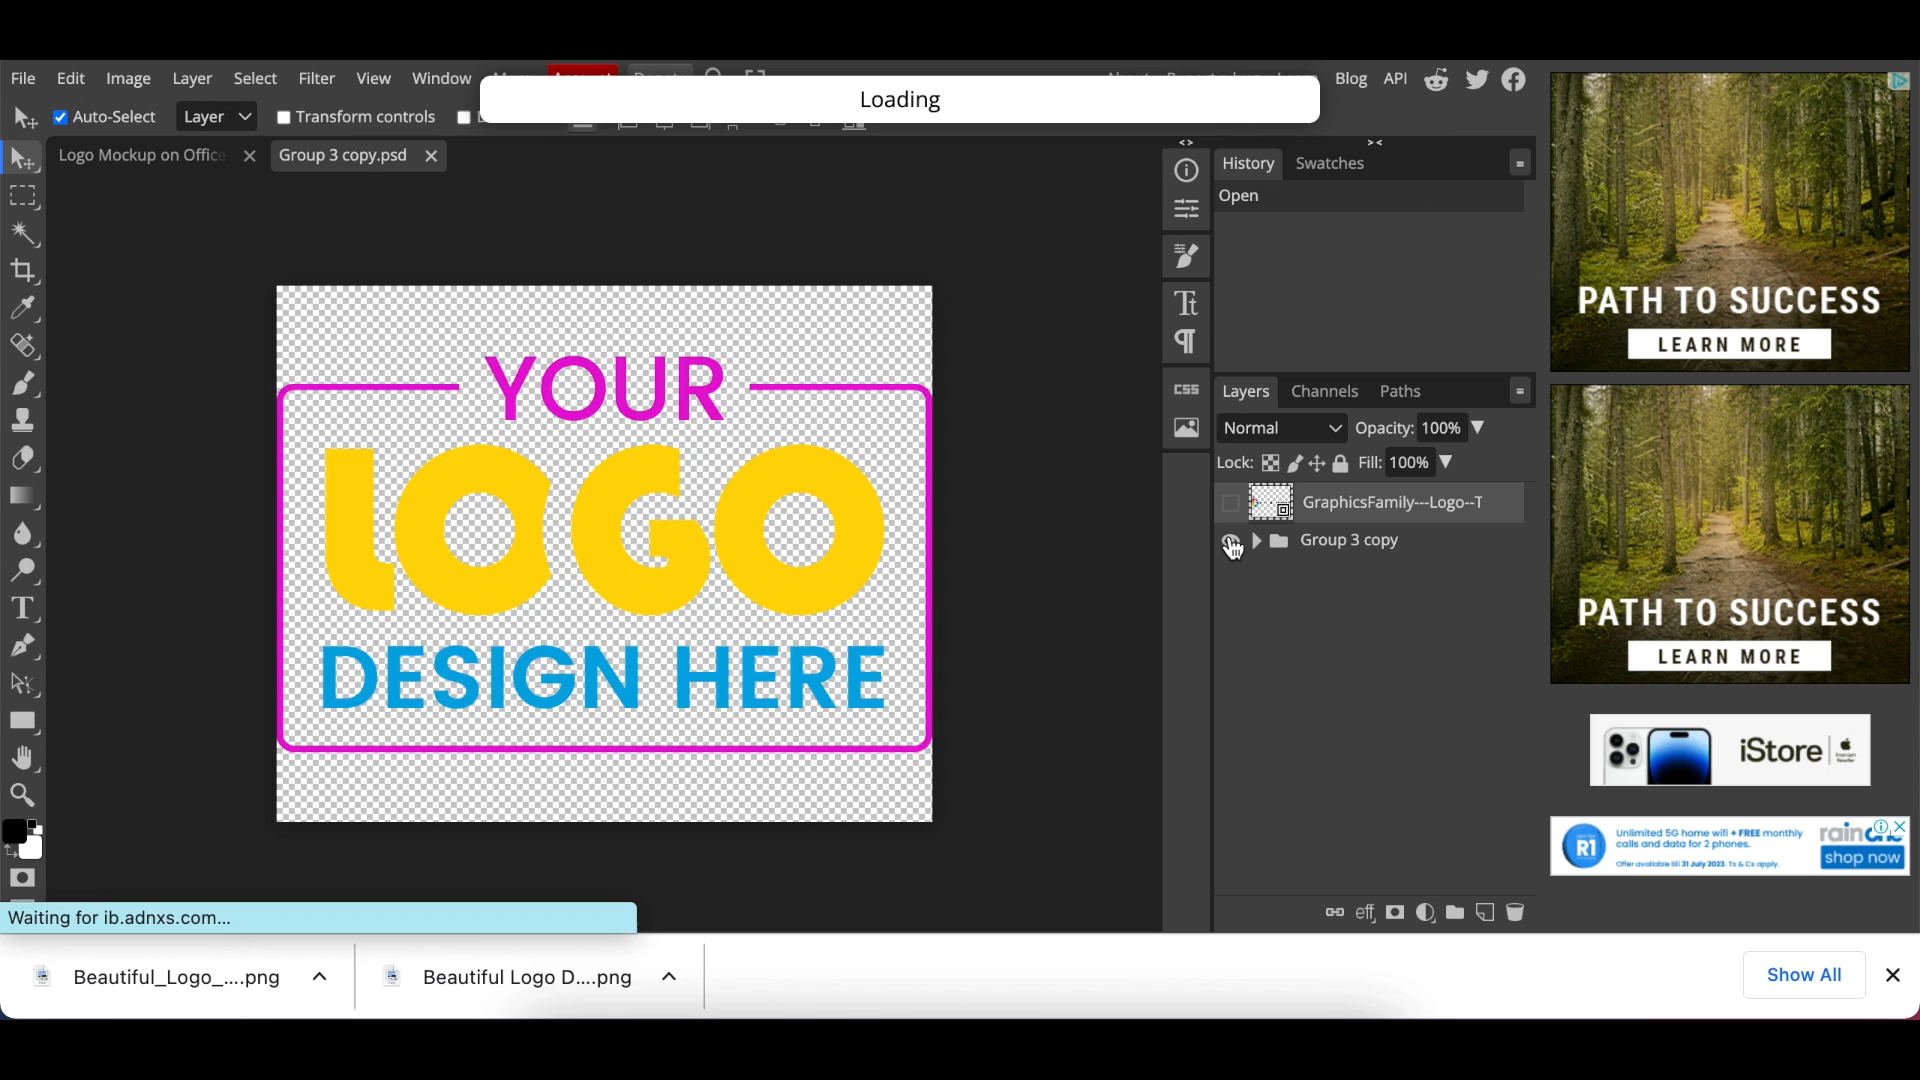 File Edit Image Layer Select Filter View Window
Loading
Blog API
Auto-Select Layer Transform controls
Logo Mockup on Office Group 3 copy.psd
History Swatches
Open
YOUR
LOGO
DESIGN HERE
CSS
Layers Channels Paths
Normal Opacity: 100%
Lock: Fill: 100%
GraphicsFamily---Logo--T
Group 3 copy
eff
PATH TO SUCCESS
LEARN MORE
PATH TO SUCCESS
LEARN MORE
iStore
R1
Unlimited 5G home wifi + FREE monthly
calls and data for 2 phones.
Offer available till 31 July 2023. Ts & Cs apply.
shop now
Waiting for ib.adnxs.com...
Beautiful_Logo_....png Beautiful Logo D....png Show All